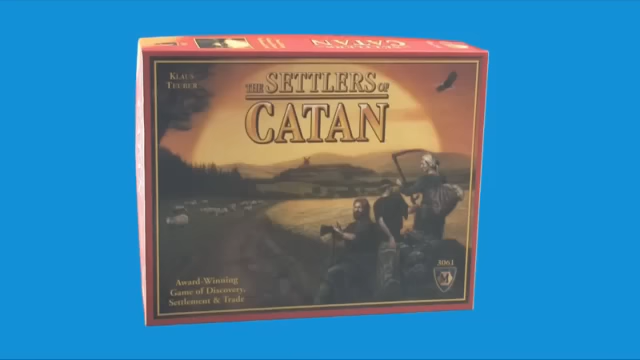 KLAUS
TEUBER
THE SETTLERS OF
CATAN
3061
M
Award-Winning
Game of Discovery,
Settlement & Trade